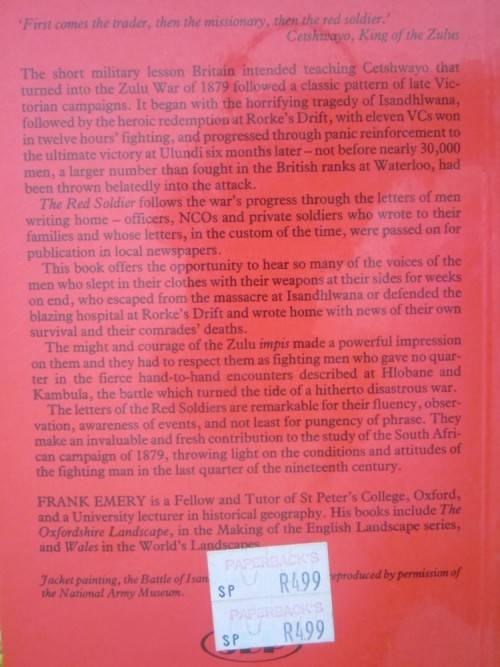 'First comes the trader, then the missionary, then the red soldier.'
Cetshwayo, King of the Zulus
The short military lesson Britain intended teaching Cetshwayo that
turned into the Zulu War of 1879 followed a classic pattern of late Vic-
torian campaigns. It began with the horrifying tragedy of Isandhlwana,
followed by the heroic redemption at Rorke's Drift, with eleven VCs won
in twelve hours' fighting, and progressed through panic reinforcement to
the ultimate victory at Ulundi six months later – not before nearly 30,000
men, a larger number than fought in the British ranks at Waterloo, had
been thrown belatedly into the attack.
The Red Soldier follows the war's progress through the letters of men
writing home – officers, NCOs and private soldiers who wrote to their
families and whose letters, in the custom of the time, were passed on for
publication in local newspapers.
This book offers the opportunity to hear so many of the voices of the
men who slept in their clothes with their weapons at their sides for weeks
on end, who escaped from the massacre at Isandhlwana or defended the
blazing hospital at Rorke's Drift and wrote home with news of their own
survival and their comrades' deaths.
The might and courage of the Zulu impis made a powerful impression
on them and they had to respect them as fighting men who gave no quar-
ter in the fierce hand-to-hand encounters described at Hlobane and
Kambula, the battle which turned the tide of a hitherto disastrous war.
The letters of the Red Soldiers are remarkable for their fluency, obser-
vation, awareness of events, and not least for pungency of phrase. They
make an invaluable and fresh contribution to the study of the South Afri-
can campaign of 1879, throwing light on the conditions and attitudes of
the fighting man in the last quarter of the nineteenth century.
FRANK EMERY is a Fellow and Tutor of St Peter's College, Oxford,
and a University lecturer in historical geography. His books include The
Oxfordshire Landscape, in the Making of the English Landscape series,
and Wales in the World's Landscapes
Jacket painting, the Battle of Isan
eproduced by permission of
the National Army Museum.
PAPERBACK'S
SP R499
PAPERBACK'S
SP R499